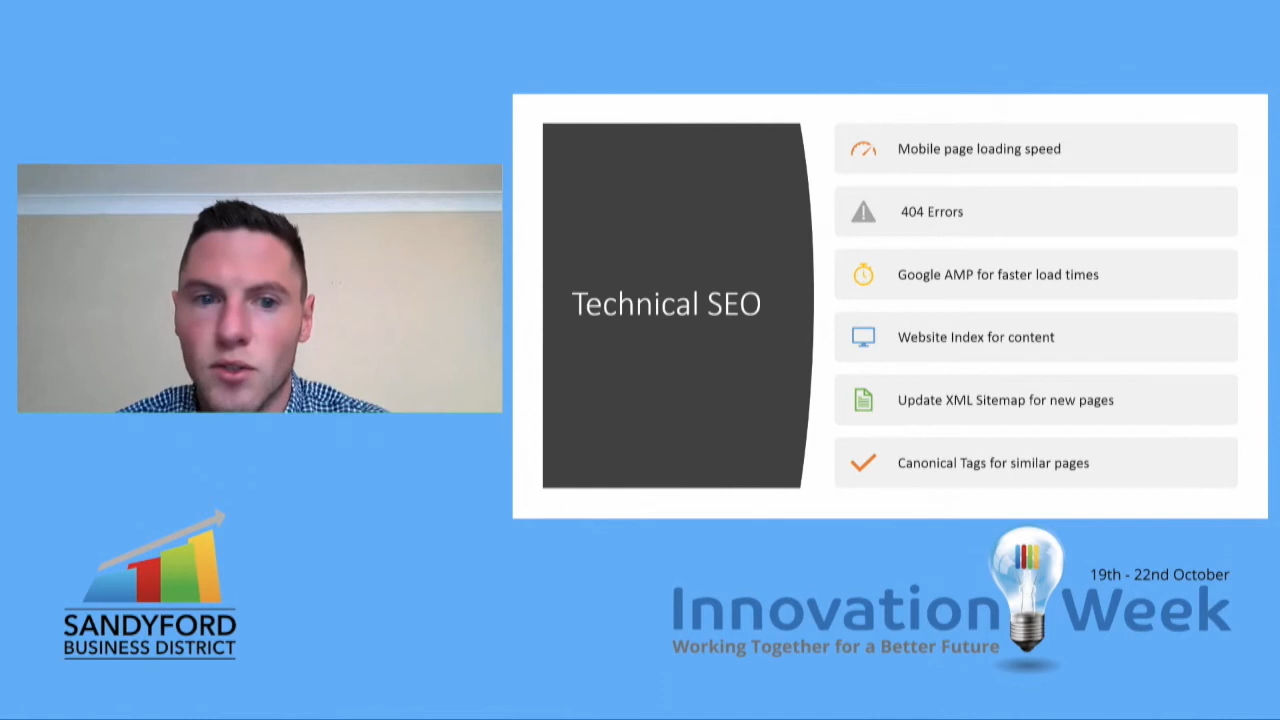 Technical SEO
Mobile page loading speed
404 Errors
Google AMP for faster load times
Website Index for content
Update XML Sitemap for new pages
Canonical Tags for similar pages
SANDYFORD
BUSINESS DISTRICT
19th - 22nd October
Innovation Week
Working Together for a Better Future